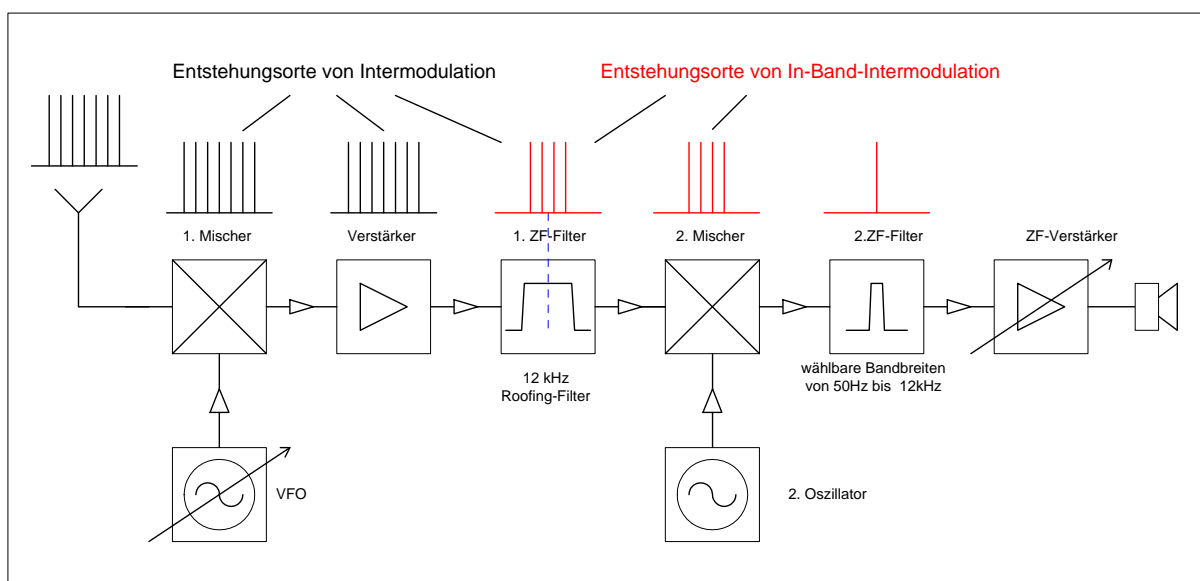 Entstehungsorte von Intermodulation
Entstehungsorte von In-Band-Intermodulation
1. Mischer
Verstärker
1. ZF-Filter
2. Mischer
2.ZF-Filter
ZF-Verstärker
12 kHz
Roofing-Filter
wählbare Bandbreiten
von 50Hz bis 12kHz
VFO
2. Oszillator